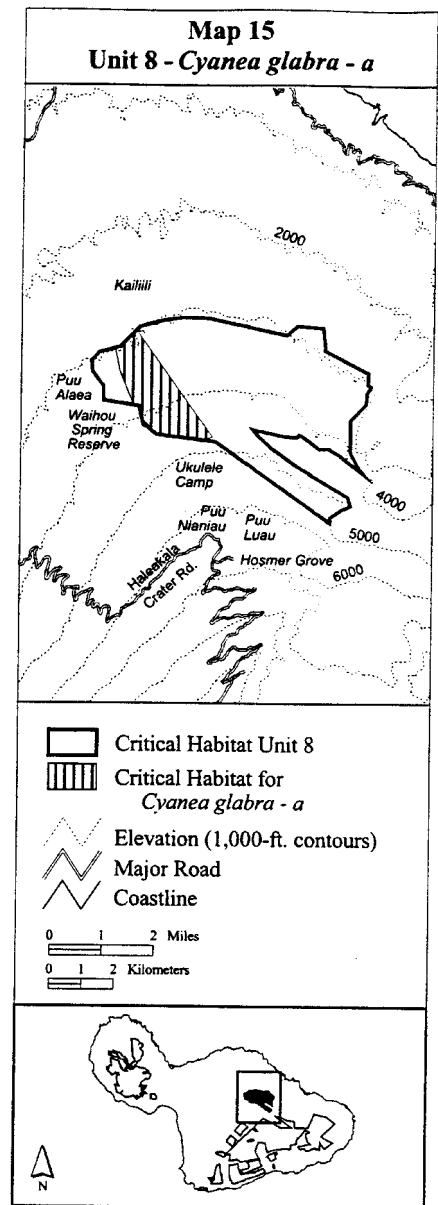 Map 15
Unit 8 - Cyanea glabra - a
2000
Kailiili
Puu
Alaea
Waihou
Spring
Reserve
Ukulele
Camp
4000
Puu
Nianiau
Puu
Luau
5000
Hosmer Grove
6000
Haleakala
Crater Rd.
Critical Habitat Unit 8
Critical Habitat for
Cyanea glabra - a
Elevation (1,000-ft. contours)
Major Road
Coastline
0 1 2 Miles
0 1 2 Kilometers
N